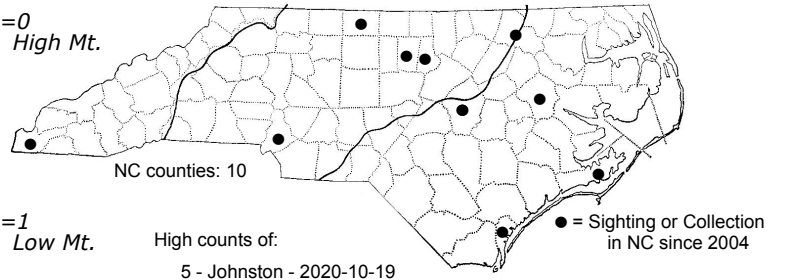 =0
High Mt.
NC counties: 10
=1
Low Mt.
High counts of:
5 - Johnston - 2020-10-19
● = Sighting or Collection
in NC since 2004